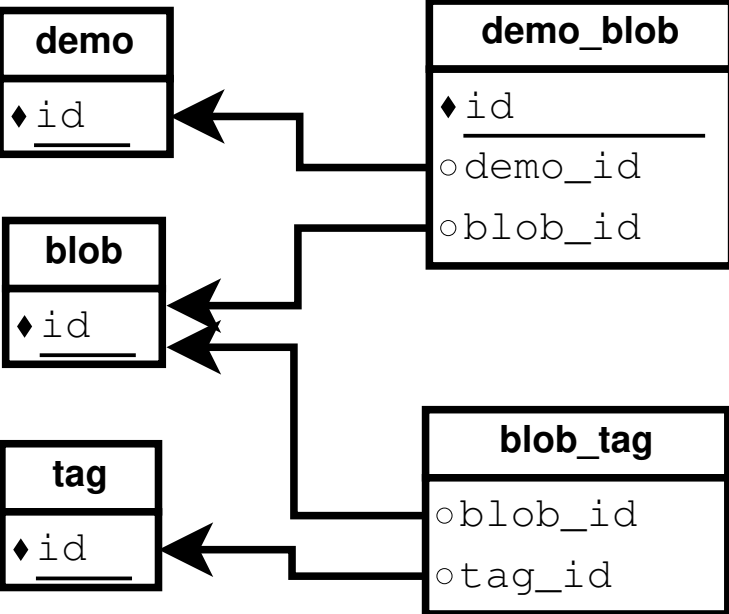 demo
id
demo_blob
id
demo_id
blob_id
blob
id
tag
id
blob_tag
blob_id
tag_id